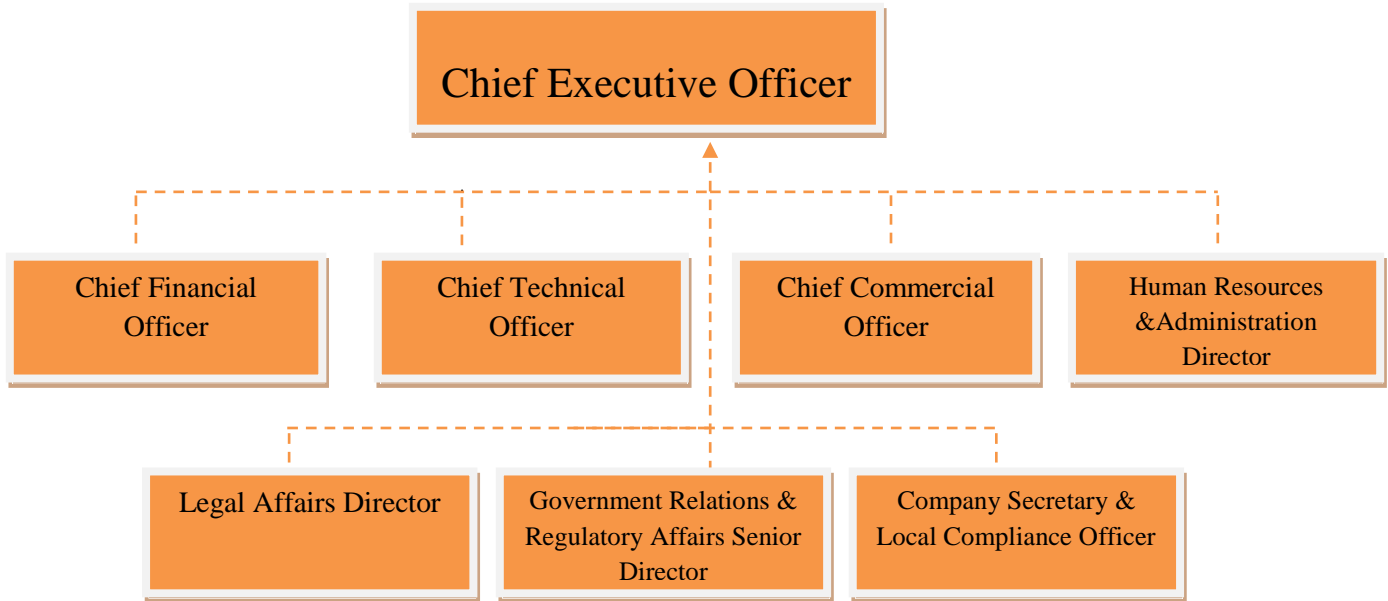 Chief Executive Officer
Chief Financial
Officer
Chief Technical
Officer
Chief Commercial
Officer
Human Resources
&Administration
Director
Legal Affairs Director
Government Relations &
Regulatory Affairs Senior
Director
Company Secretary &
Local Compliance Officer